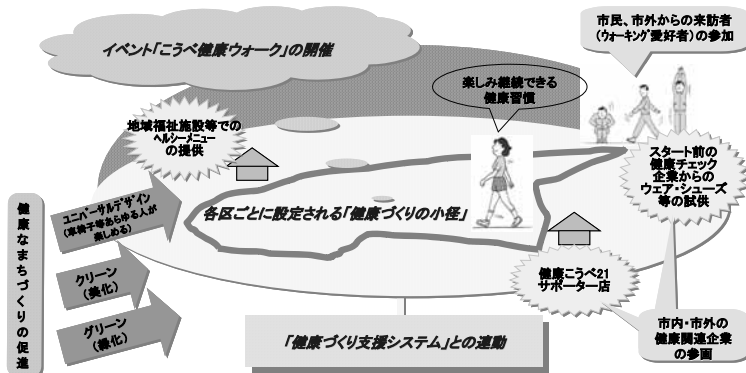 イベント「こうべ健康ウォーク」の開催
市民、市外からの来訪者
(ウォーキング愛好者)の参加
楽しみ継続できる
健康習慣
地域福祉施設等での
ヘルシーメニュー
の提供
スタート前の
健康チェック
企業からの
ウェア・シューズ
等の試供
健康なまちづくりの促進
ユニバーサルデザイン
(車椅子等あらゆる人が
楽しめる)
各区ごとに設定される「健康づくりの小径」
クリーン
(美化)
健康こうべ21
サポーター店
グリーン
(緑化)
「健康づくり支援システム」との連動
市内・市外の
健康関連企業
の参画